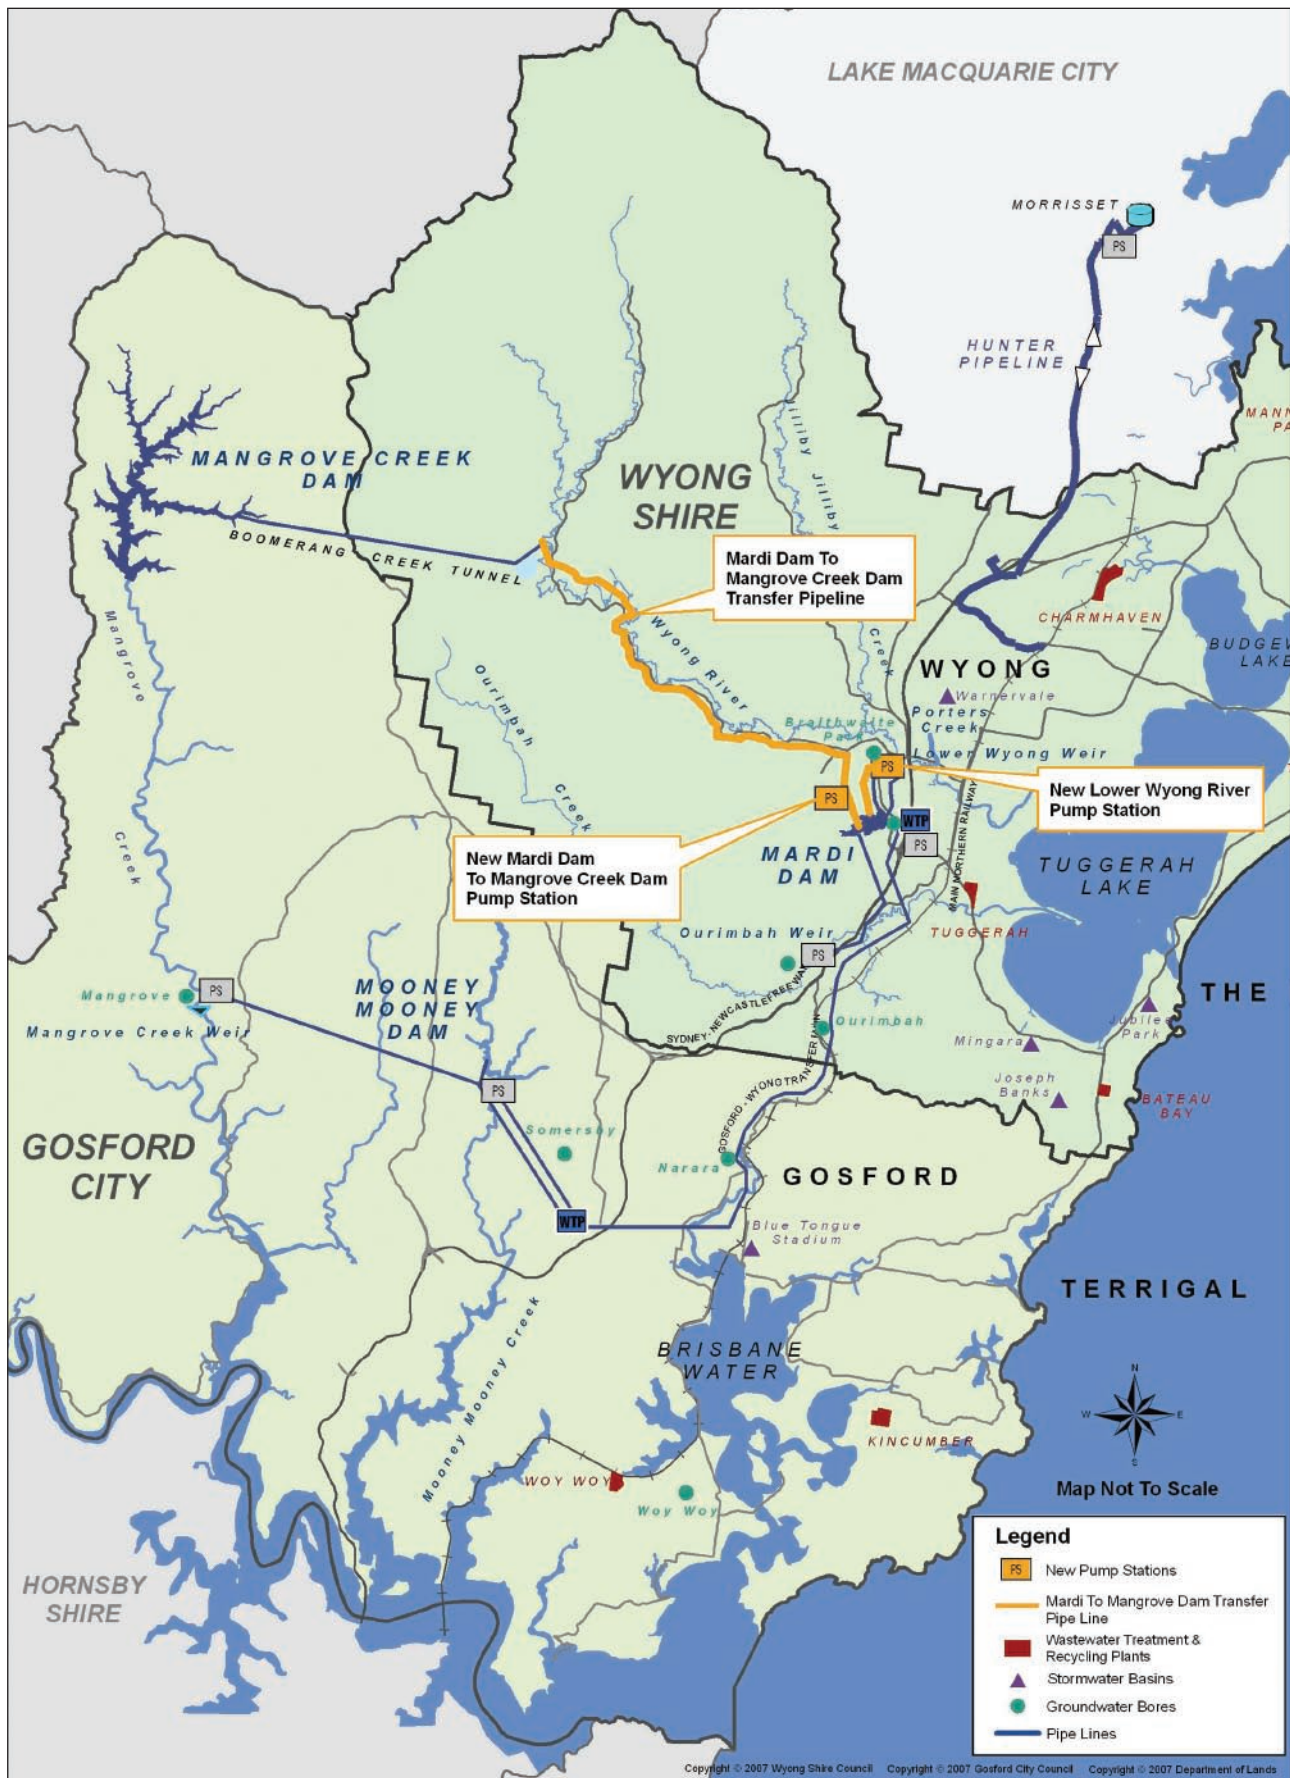 LAKE MACQUARIE CITY
MORRISSET
PS
HUNTER
PIPELINE
MANGROVE CREEK
DAM
WYONG
SHIRE
Jilliby Jilliby
Creek
BOOMERANG CREEK TUNNEL
Mardi Dam To
Mangrove Creek Dam
Transfer Pipeline
CHARMHAVEN
Mangrove
Creek
Ourimbah
Creek
Wyong River
WYONG
Warnervale
Porters
Creek
Braithwaite
Park
Lower Wyong Weir
PS
PS
New Lower Wyong River
Pump Station
WTP
PS
MARDI
DAM
New Mardi Dam
To Mangrove Creek Dam
Pump Station
MAIN NORTHERN RAILWAY
TUGGERAH
LAKE
TUGGERAH
Ourimbah Weir
PS
SYDNEY-NEWCASTLE FREEWAY
THE
Mangrove
PS
Mangrove Creek Weir
MOONEY
MOONEY
DAM
Ourimbah
Jubilee
Park
Mingara
Joseph
Banks
BATEAU
BAY
PS
GOSFORD - WYONG TRANSFER MAIN
GOSFORD
CITY
Somersby
Narara
GOSFORD
WTP
Blue Tongue
Stadium
TERRIGAL
Mooney Mooney Creek
BRISBANE
WATER
N
W
E
KINCUMBER
WOY WOY
Woy Woy
Map Not To Scale
HORNSBY
SHIRE
Legend
PS
New Pump Stations
Mardi To Mangrove Dam Transfer
Pipe Line
Wastewater Treatment &
Recycling Plants
Stormwater Basins
Groundwater Bores
Pipe Lines
Copyright © 2007 Wyong Shire Council Copyright © 2007 Gosford City Council Copyright © 2007 Department of Lands